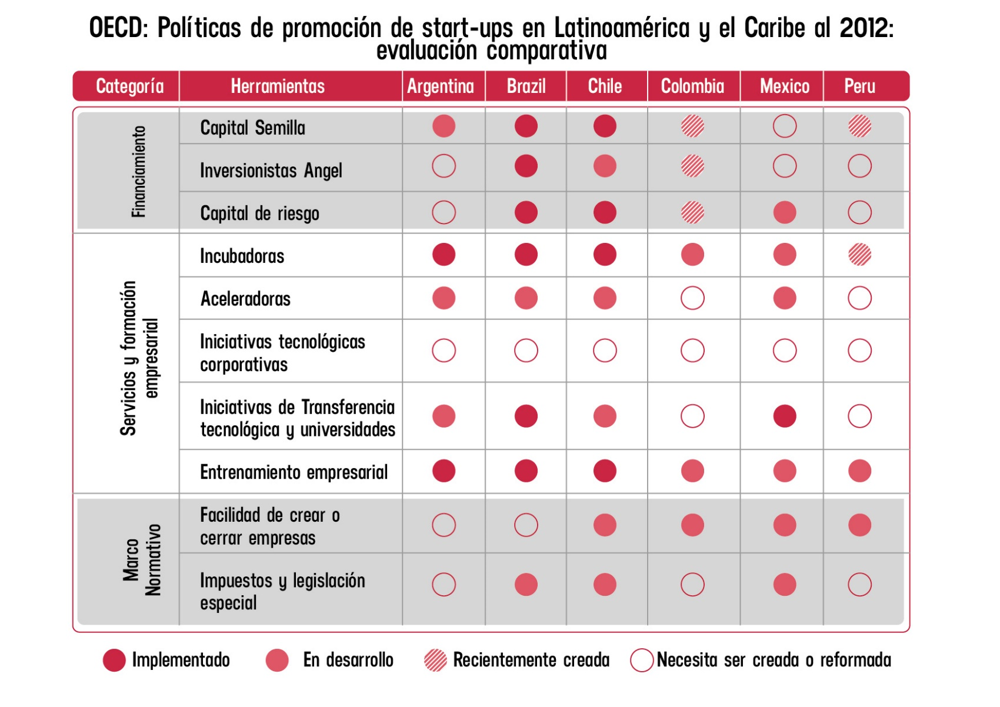 OECD: Políticas de promoción de start-ups en Latinoamérica y el Caribe al 2012:
evaluación comparativa
Categoría Herramientas Argentina Brazil Chile Colombia Mexico Peru
Financiamiento
Capital Semilla
Inversionistas Angel
Capital de riesgo
Servicios y formación
empresarial
Incubadoras
Aceleradoras
Iniciativas tecnológicas
corporativas
Iniciativas de Transferencia
tecnológica y universidades
Entrenamiento empresarial
Marco
Normativo
Facilidad de crear o
cerrar empresas
Impuestos y legislación
especial
Implementado En desarrollo Recientemente creada Necesita ser creada o reformada